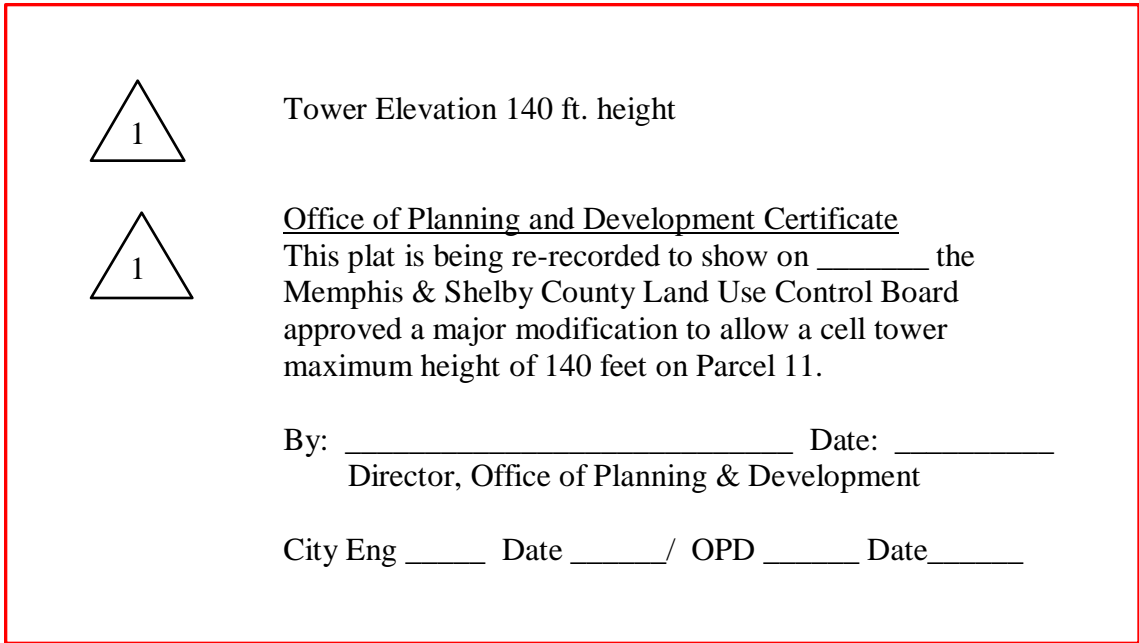 1 Tower Elevation 140 ft. height
Office of Planning and Development Certificate
1 This plat is being re-recorded to show on _______ the
Memphis & Shelby County Land Use Control Board
approved a major modification to allow a cell tower
maximum height of 140 feet on Parcel 11.
By: ____________________________ Date: __________
Director, Office of Planning & Development
City Eng _____ Date ______/ OPD ______ Date______